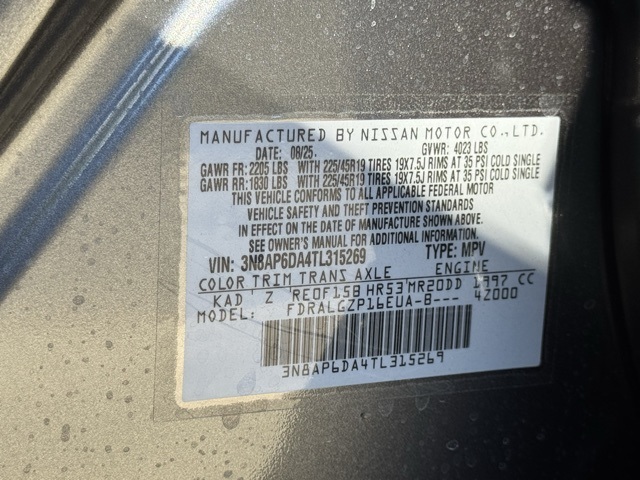 MANUFACTURED BY NISSAN MOTOR CO., LTD.
DATE: 08/25. GVWR: 4023 LBS
GAWR FR: 2205 LBS WITH 225/45R19 TIRES 19X7.5J RIMS AT 35 PSI COLD SINGLE
GAWR RR: 1830 LBS WITH 225/45R19 TIRES 19X7.5J RIMS AT 35 PSI COLD SINGLE
THIS VEHICLE CONFORMS TO ALL APPLICABLE FEDERAL MOTOR
VEHICLE SAFETY AND THEFT PREVENTION STANDARDS
IN EFFECT ON THE DATE OF MANUFACTURE SHOWN ABOVE.
SEE OWNER'S MANUAL FOR ADDITIONAL INFORMATION
VIN: 3N8AP6DA4TL315269 TYPE: MPV
COLOR TRIM TRANS AXLE ENGINE
KAD Z RE0F15B HR53 MR20DD 1997 CC
MODEL: FDRALGZP16EUA-B--- 4Z000
3N8AP6DA4TL315269